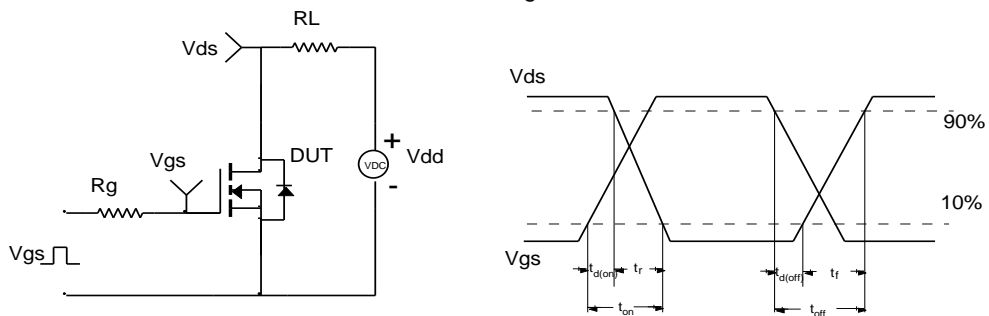 RL
Vds
Vgs
DUT
Rg
VDC
+
-
Vdd
Vgs
Vds
90%
10%
Vgs
td(on)
tr
ton
td(off)
tf
toff